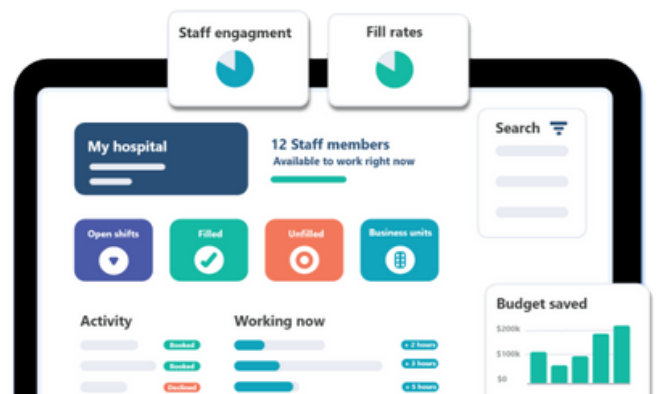 Staff engagment
Fill rates
My hospital
12 Staff members
Available to work right now
Search
Open shifts
Filled
Unfilled
Business units
Activity
Working now
Booked
+ 2 hours
Booked
+ 3 hours
Declined
+ 5 hours
Budget saved
$200k
$100k
$0